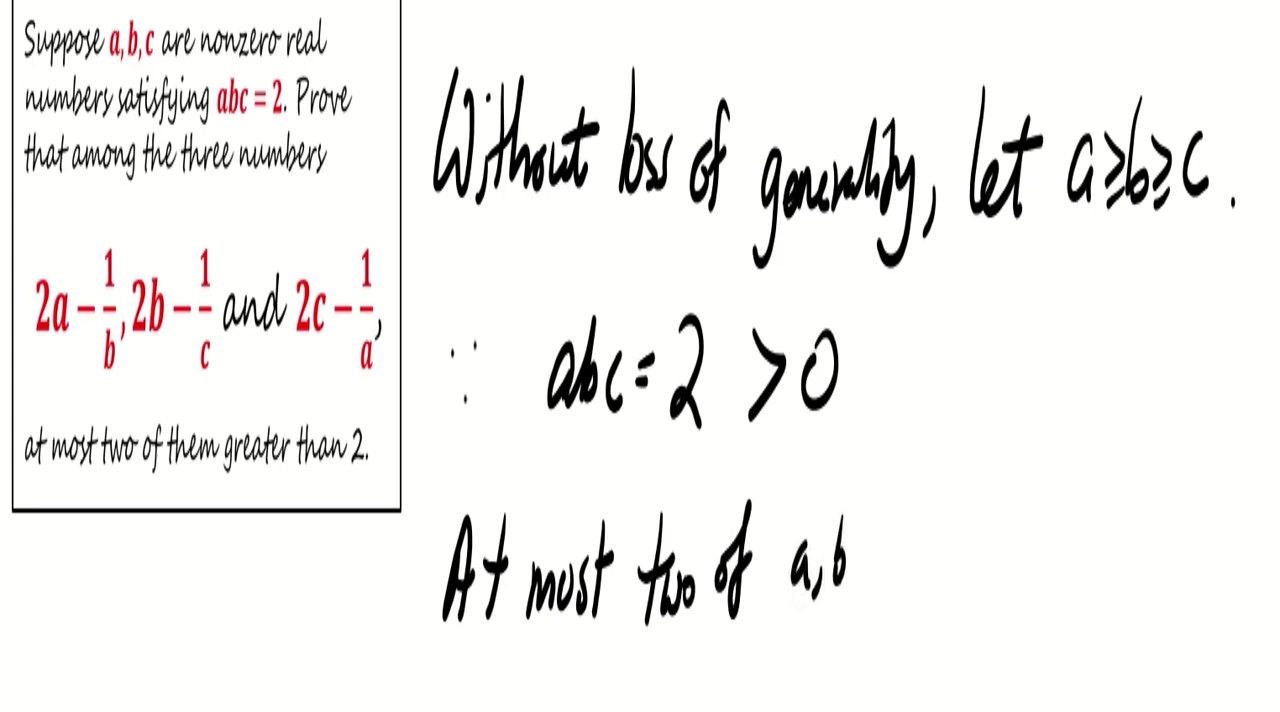 Suppose a,b,c are nonzero real
numbers satisfying abc = 2. Prove
that among the three numbers
2a − 1/b, 2b − 1/c and 2c − 1/a,
at most two of them greater than 2.
Without loss of generality, let a≥b≥c.
∵ abc = 2 > 0
At most two of a,b